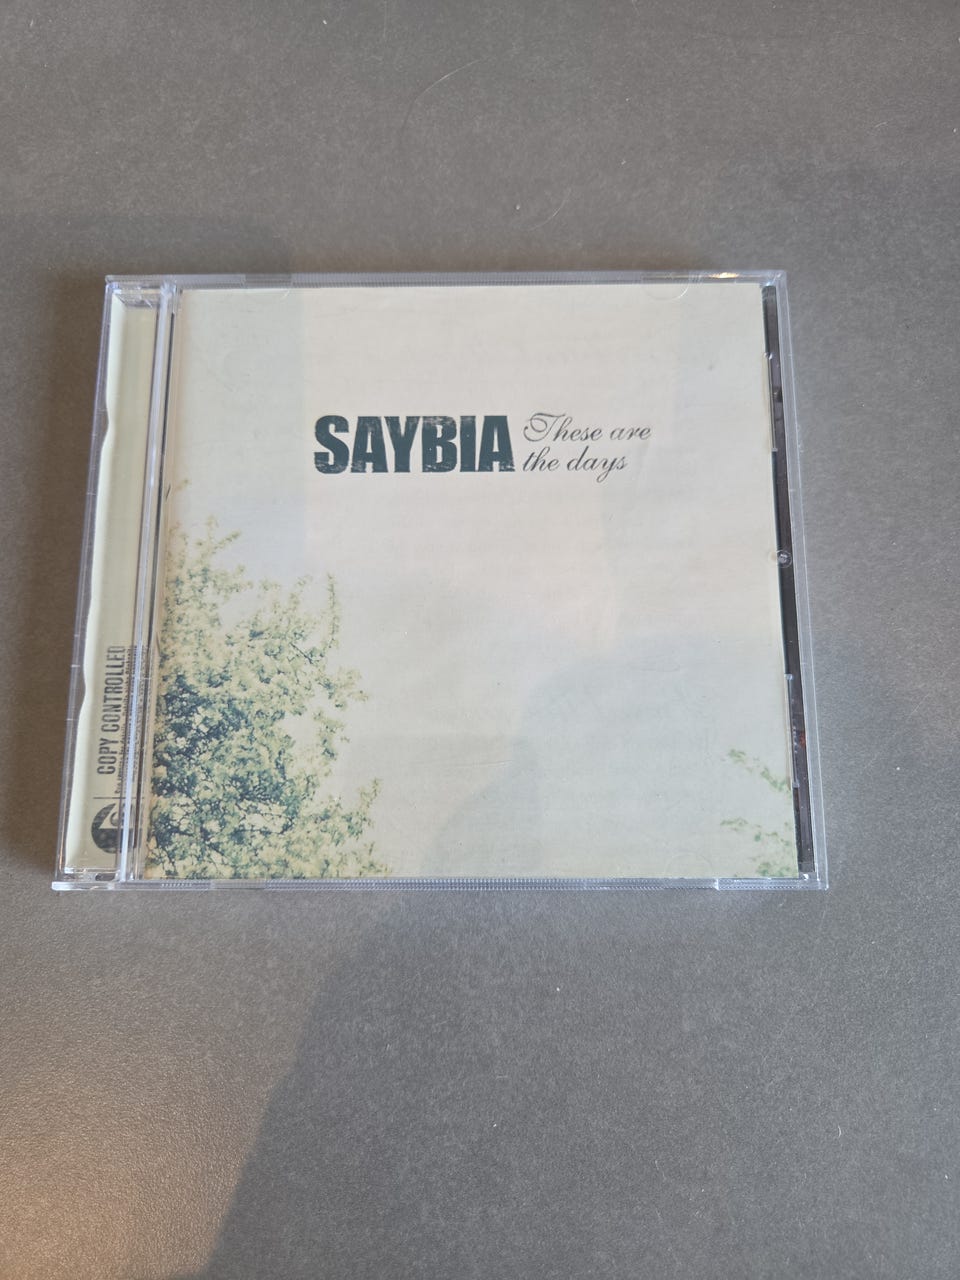 SAYBIA
These are
the days
COPY CONTROLLED